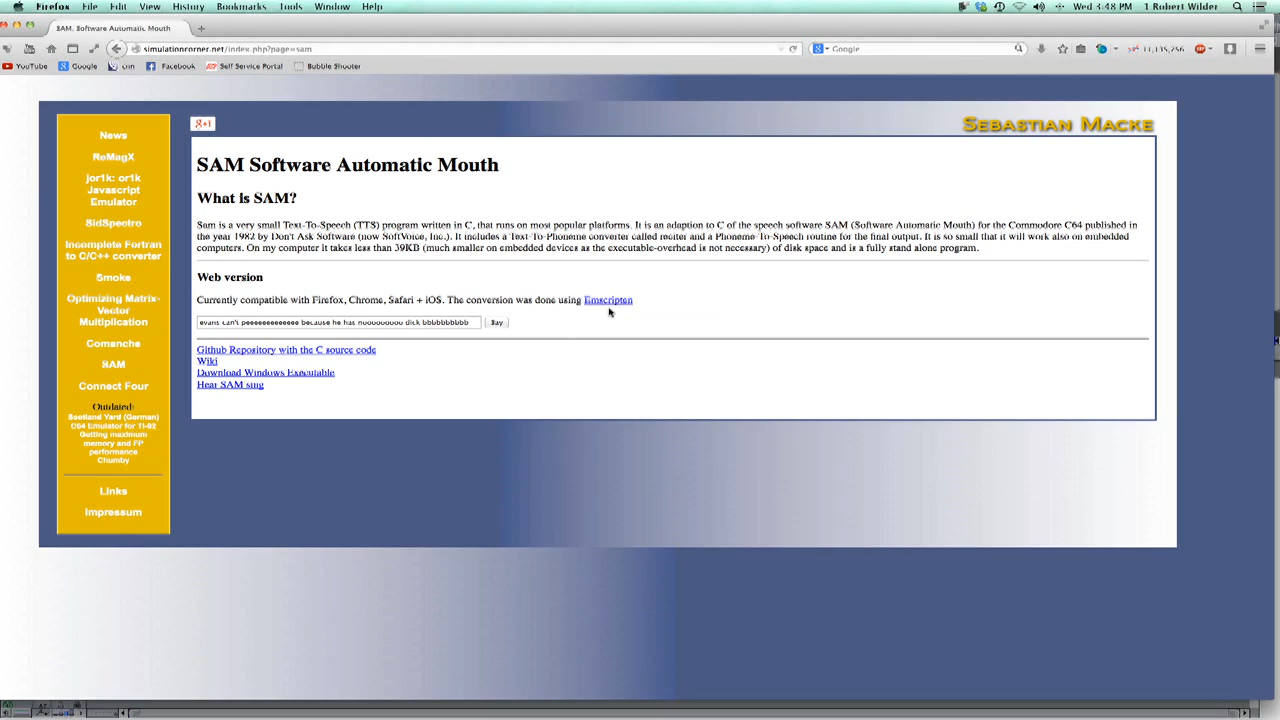 Firefox File Edit View History Bookmarks Tools Window Help Wed 3:48 PM 1 Robert Wilder
SAM. Software Automatic Mouth
simulationcorner.net/index.php?page=sam Google
YouTube Google cnn Facebook Self Service Portal Bubble Shooter
News
ReMagX
jor1k: or1k
Javascript
Emulator
SidSpectro
Incomplete Fortran
to C/C++ converter
Smoke
Optimizing Matrix-
Vector
Multiplication
Comanche
SAM
Connect Four
Outdated:
Scotland Yard (German)
C64 Emulator for TI-92
Getting maximum
memory and FP
performance
Chumby
Links
Impressum
+1
Sebastian Macke
SAM Software Automatic Mouth
What is SAM?
Sam is a very small Text-To-Speech (TTS) program written in C, that runs on most popular platforms. It is an adaption to C of the speech software SAM (Software Automatic Mouth) for the Commodore C64 published in
the year 1982 by Don't Ask Software (now SoftVoice, Inc.). It includes a Text-To-Phoneme converter called reciter and a Phoneme-To-Speech routine for the final output. It is so small that it will work also on embedded
computers. On my computer it takes less than 39KB (much smaller on embedded devices as the executable-overhead is not necessary) of disk space and is a fully stand alone program.
Web version
Currently compatible with Firefox, Chrome, Safari + iOS. The conversion was done using Emscripten
evans can't peeeeeeeeeeeee because he has nooooooooo dick bbbbbbbbbb Say
Github Repository with the C source code
Wiki
Download Windows Executable
Hear SAM sing